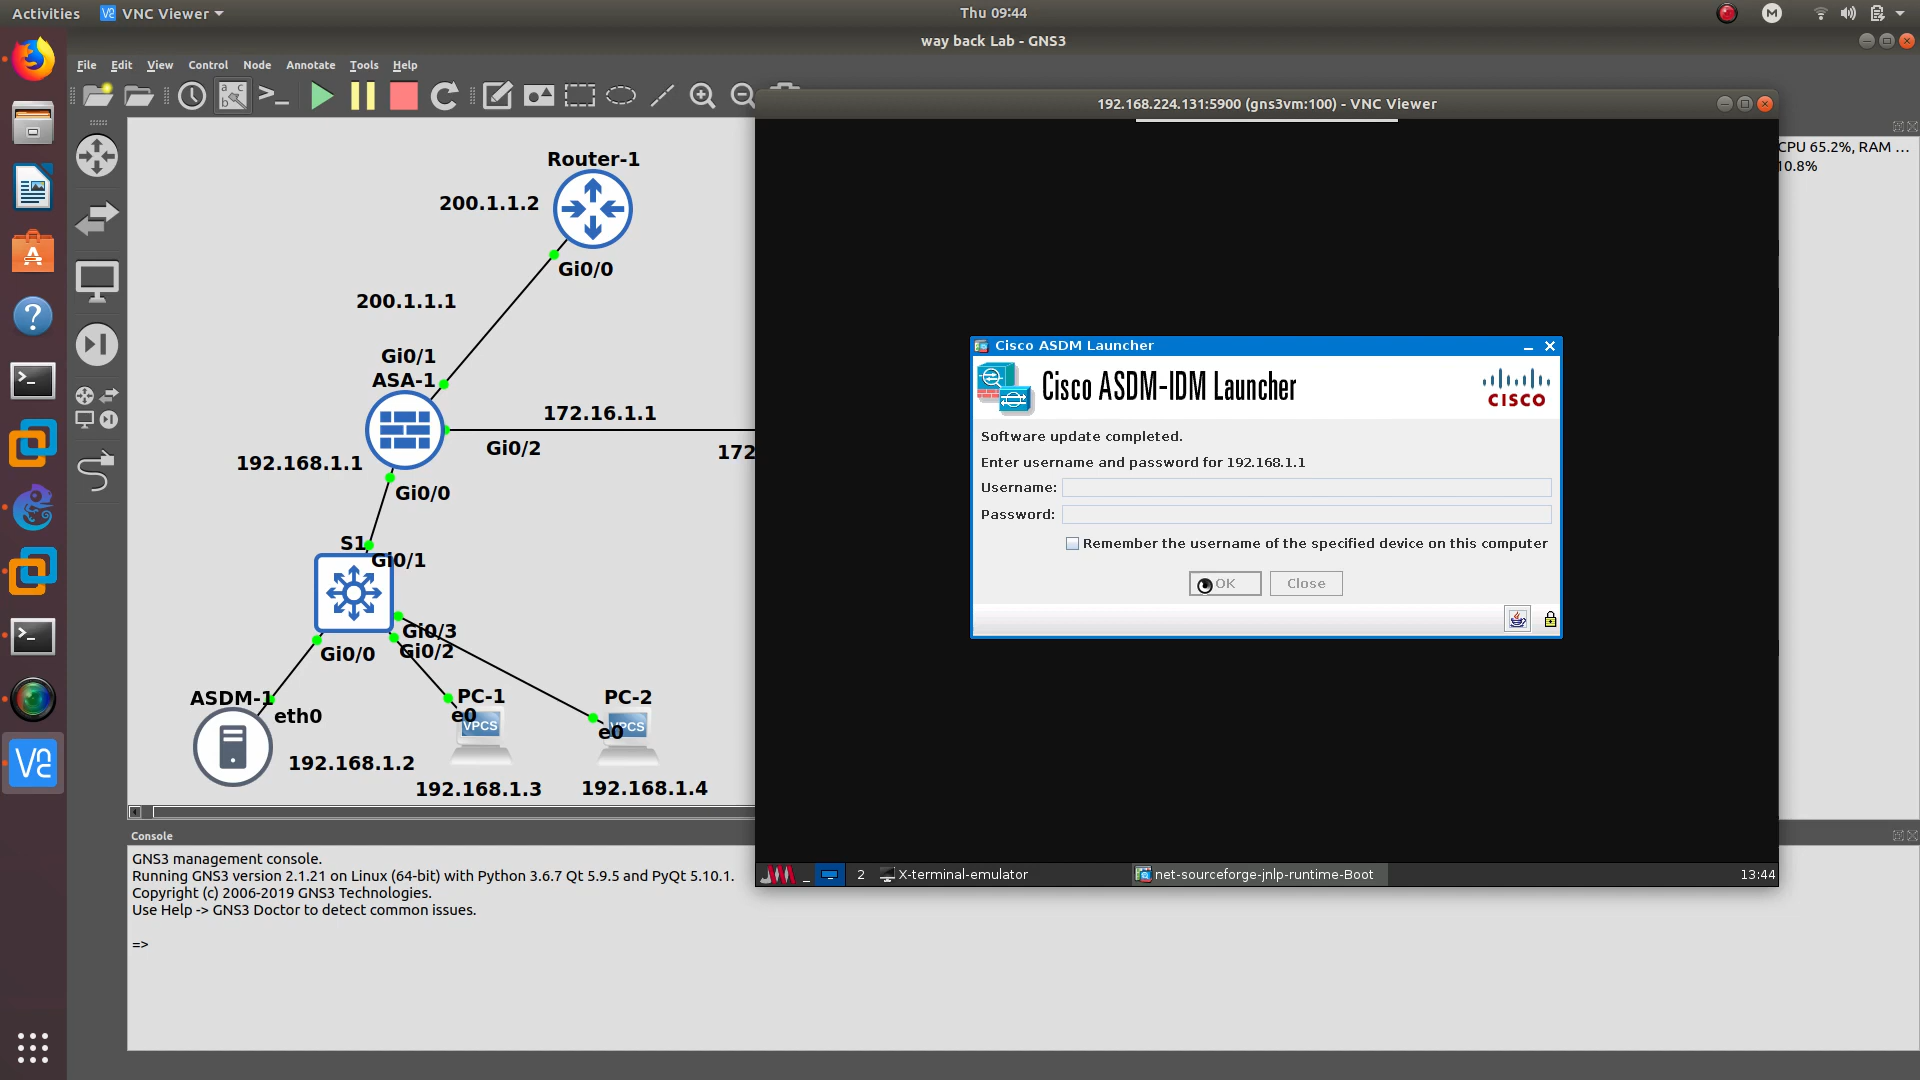 Activities
VNC Viewer
Thu 09:44
M
way back Lab - GNS3
File Edit View Control Node Annotate Tools Help
192.168.224.131:5900 (gns3vm:100) - VNC Viewer
CPU 65.2%, RAM ...
10.8%
Router-1
200.1.1.2
Gi0/0
200.1.1.1
Gi0/1
ASA-1
172.16.1.1
Gi0/2
172
192.168.1.1
Gi0/0
S1
Gi0/1
Gi0/3
Gi0/2
Gi0/0
ASDM-1
eth0
PC-1
e0
VPCS
PC-2
e0
VPCS
192.168.1.2
192.168.1.3
192.168.1.4
Cisco ASDM Launcher
Cisco ASDM-IDM Launcher
CISCO
Software update completed.
Enter username and password for 192.168.1.1
Username:
Password:
Remember the username of the specified device on this computer
OK
Close
2
X-terminal-emulator
net-sourceforge-jnlp-runtime-Boot
13:44
Console
GNS3 management console.
Running GNS3 version 2.1.21 on Linux (64-bit) with Python 3.6.7 Qt 5.9.5 and PyQt 5.10.1.
Copyright (c) 2006-2019 GNS3 Technologies.
Use Help -> GNS3 Doctor to detect common issues.
=>